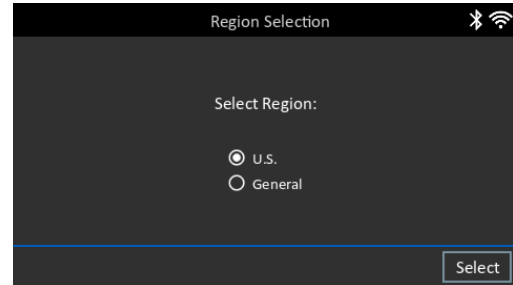 Region Selection
Select Region:
U.S.
General
Select